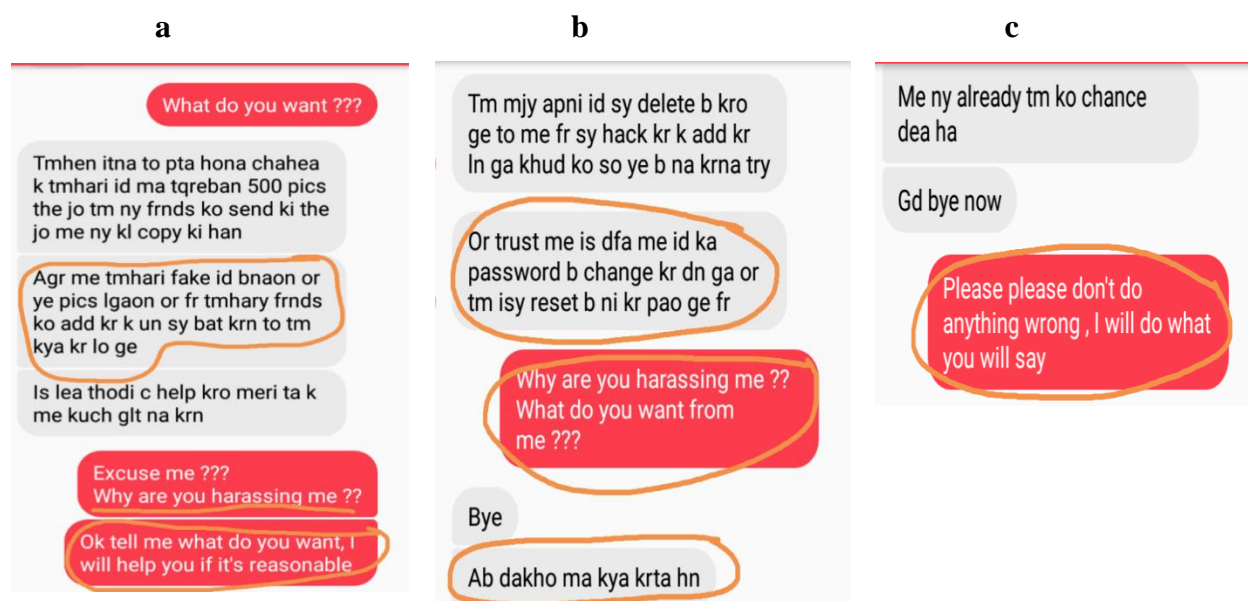 a
b
c
What do you want ???
Tmhen itna to pta hona chahea
k tmhari id ma tqreban 500 pics
the jo tm ny frnds ko send ki the
jo me ny kl copy ki han
Agr me tmhari fake id bnaon or
ye pics lgaon or fr tmhary frnds
ko add kr k un sy bat krn to tm
kya kr lo ge
Is lea thodi c help kro meri ta k
me kuch glt na krn
Excuse me ???
Why are you harassing me ??
Ok tell me what do you want, I
will help you if it's reasonable
Tm mjy apni id sy delete b kro
ge to me fr sy hack kr k add kr
ln ga khud ko so ye b na krna try
Or trust me is dfa me id ka
password b change kr dn ga or
tm isy reset b ni kr pao ge fr
Why are you harassing me ??
What do you want from
me ???
Bye
Ab dakho ma kya krta hn
Me ny already tm ko chance
dea ha
Gd bye now
Please please don't do
anything wrong , I will do what
you will say